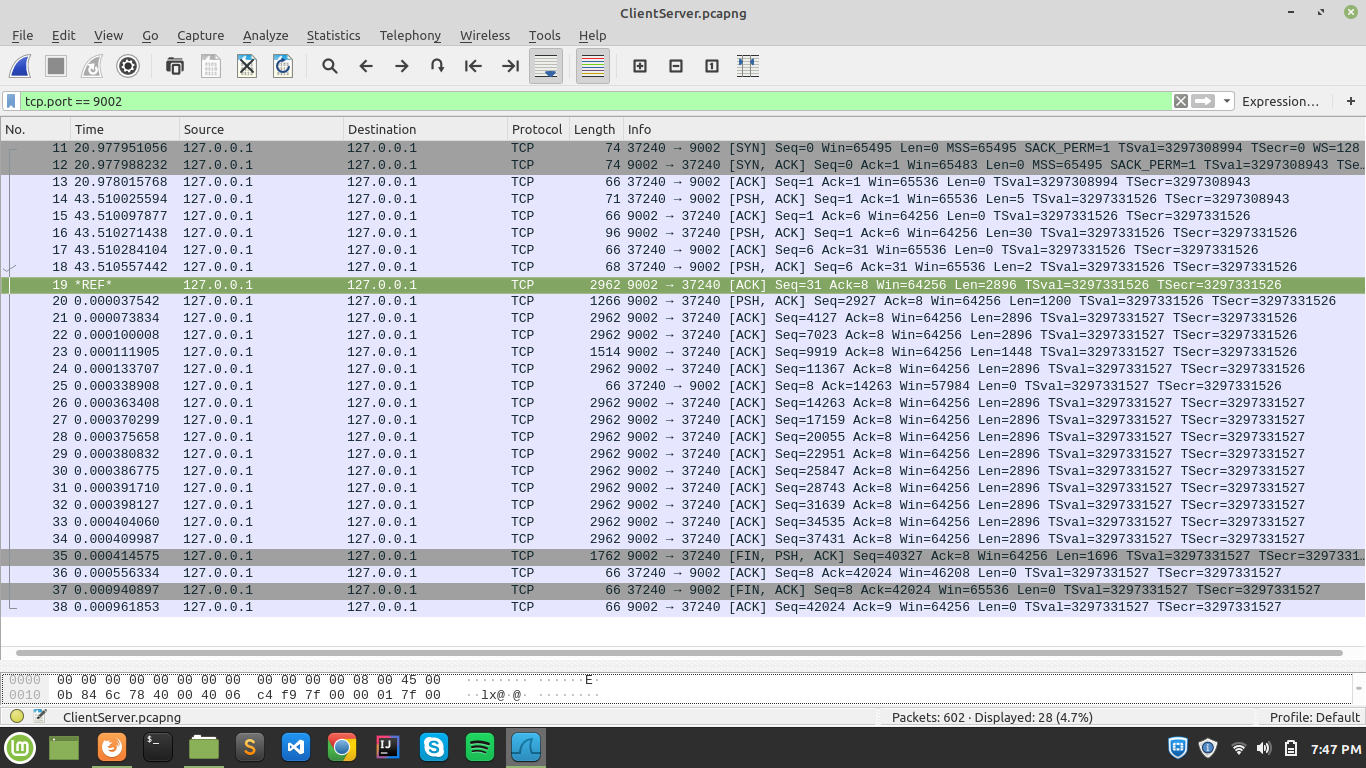 ClientServer.pcapng
File Edit View Go Capture Analyze Statistics Telephony Wireless Tools Help
tcp.port == 9002 Expression… +
No. Time Source Destination Protocol Length Info
11 20.977951056 127.0.0.1 127.0.0.1 TCP 74 37240 → 9002 [SYN] Seq=0 Win=65495 Len=0 MSS=65495 SACK_PERM=1 TSval=3297308994 TSecr=0 WS=128
12 20.977988232 127.0.0.1 127.0.0.1 TCP 74 9002 → 37240 [SYN, ACK] Seq=0 Ack=1 Win=65483 Len=0 MSS=65495 SACK_PERM=1 TSval=3297308943 TSe…
13 20.978015768 127.0.0.1 127.0.0.1 TCP 66 37240 → 9002 [ACK] Seq=1 Ack=1 Win=65536 Len=0 TSval=3297308994 TSecr=3297308943
14 43.510025594 127.0.0.1 127.0.0.1 TCP 71 37240 → 9002 [PSH, ACK] Seq=1 Ack=1 Win=65536 Len=5 TSval=3297331526 TSecr=3297308943
15 43.510097877 127.0.0.1 127.0.0.1 TCP 66 9002 → 37240 [ACK] Seq=1 Ack=6 Win=64256 Len=0 TSval=3297331526 TSecr=3297331526
16 43.510271438 127.0.0.1 127.0.0.1 TCP 96 9002 → 37240 [PSH, ACK] Seq=1 Ack=6 Win=64256 Len=30 TSval=3297331526 TSecr=3297331526
17 43.510284104 127.0.0.1 127.0.0.1 TCP 66 37240 → 9002 [ACK] Seq=6 Ack=31 Win=65536 Len=0 TSval=3297331526 TSecr=3297331526
18 43.510557442 127.0.0.1 127.0.0.1 TCP 68 37240 → 9002 [PSH, ACK] Seq=6 Ack=31 Win=65536 Len=2 TSval=3297331526 TSecr=3297331526
19 *REF* 127.0.0.1 127.0.0.1 TCP 2962 9002 → 37240 [ACK] Seq=31 Ack=8 Win=64256 Len=2896 TSval=3297331526 TSecr=3297331526
20 0.000037542 127.0.0.1 127.0.0.1 TCP 1266 9002 → 37240 [PSH, ACK] Seq=2927 Ack=8 Win=64256 Len=1200 TSval=3297331526 TSecr=3297331526
21 0.000073834 127.0.0.1 127.0.0.1 TCP 2962 9002 → 37240 [ACK] Seq=4127 Ack=8 Win=64256 Len=2896 TSval=3297331527 TSecr=3297331526
22 0.000100008 127.0.0.1 127.0.0.1 TCP 2962 9002 → 37240 [ACK] Seq=7023 Ack=8 Win=64256 Len=2896 TSval=3297331527 TSecr=3297331526
23 0.000111905 127.0.0.1 127.0.0.1 TCP 1514 9002 → 37240 [ACK] Seq=9919 Ack=8 Win=64256 Len=1448 TSval=3297331527 TSecr=3297331526
24 0.000133707 127.0.0.1 127.0.0.1 TCP 2962 9002 → 37240 [ACK] Seq=11367 Ack=8 Win=64256 Len=2896 TSval=3297331527 TSecr=3297331526
25 0.000338908 127.0.0.1 127.0.0.1 TCP 66 37240 → 9002 [ACK] Seq=8 Ack=14263 Win=57984 Len=0 TSval=3297331527 TSecr=3297331526
26 0.000363408 127.0.0.1 127.0.0.1 TCP 2962 9002 → 37240 [ACK] Seq=14263 Ack=8 Win=64256 Len=2896 TSval=3297331527 TSecr=3297331527
27 0.000370299 127.0.0.1 127.0.0.1 TCP 2962 9002 → 37240 [ACK] Seq=17159 Ack=8 Win=64256 Len=2896 TSval=3297331527 TSecr=3297331527
28 0.000375658 127.0.0.1 127.0.0.1 TCP 2962 9002 → 37240 [ACK] Seq=20055 Ack=8 Win=64256 Len=2896 TSval=3297331527 TSecr=3297331527
29 0.000380832 127.0.0.1 127.0.0.1 TCP 2962 9002 → 37240 [ACK] Seq=22951 Ack=8 Win=64256 Len=2896 TSval=3297331527 TSecr=3297331527
30 0.000386775 127.0.0.1 127.0.0.1 TCP 2962 9002 → 37240 [ACK] Seq=25847 Ack=8 Win=64256 Len=2896 TSval=3297331527 TSecr=3297331527
31 0.000391710 127.0.0.1 127.0.0.1 TCP 2962 9002 → 37240 [ACK] Seq=28743 Ack=8 Win=64256 Len=2896 TSval=3297331527 TSecr=3297331527
32 0.000398127 127.0.0.1 127.0.0.1 TCP 2962 9002 → 37240 [ACK] Seq=31639 Ack=8 Win=64256 Len=2896 TSval=3297331527 TSecr=3297331527
33 0.000404060 127.0.0.1 127.0.0.1 TCP 2962 9002 → 37240 [ACK] Seq=34535 Ack=8 Win=64256 Len=2896 TSval=3297331527 TSecr=3297331527
34 0.000409987 127.0.0.1 127.0.0.1 TCP 2962 9002 → 37240 [ACK] Seq=37431 Ack=8 Win=64256 Len=2896 TSval=3297331527 TSecr=3297331527
35 0.000414575 127.0.0.1 127.0.0.1 TCP 1762 9002 → 37240 [FIN, PSH, ACK] Seq=40327 Ack=8 Win=64256 Len=1696 TSval=3297331527 TSecr=3297331…
36 0.000556334 127.0.0.1 127.0.0.1 TCP 66 37240 → 9002 [ACK] Seq=8 Ack=42024 Win=46208 Len=0 TSval=3297331527 TSecr=3297331527
37 0.000940897 127.0.0.1 127.0.0.1 TCP 66 37240 → 9002 [FIN, ACK] Seq=8 Ack=42024 Win=65536 Len=0 TSval=3297331527 TSecr=3297331527
38 0.000961853 127.0.0.1 127.0.0.1 TCP 66 9002 → 37240 [ACK] Seq=42024 Ack=9 Win=64256 Len=0 TSval=3297331527 TSecr=3297331527
0000 00 00 00 00 00 00 00 00 00 00 00 00 08 00 45 00 ········ ······E·
0010 0b 84 6c 78 40 00 40 06 c4 f9 7f 00 00 01 7f 00 ··lx@·@· ········
ClientServer.pcapng Packets: 602 · Displayed: 28 (4.7%) Profile: Default
7:47 PM